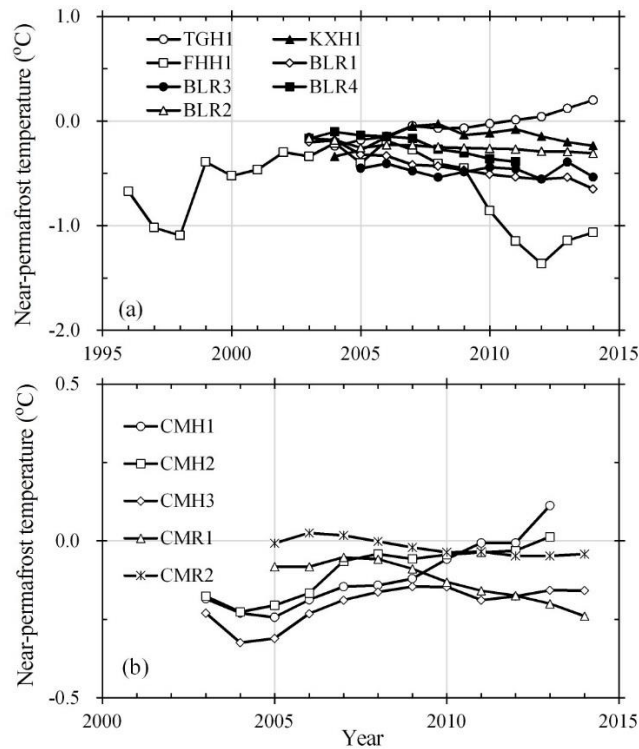 1.0
0.0
-1.0
-2.0
Near-permafrost temperature (°C)
TGH1 KXH1
FHH1 BLR1
BLR3 BLR4
BLR2
(a)
1995 2000 2005 2010 2015
0.5
0.0
-0.5
Near-permafrost temperature (°C)
CMH1
CMH2
CMH3
CMR1
CMR2
(b)
2000 2005 2010 2015
Year